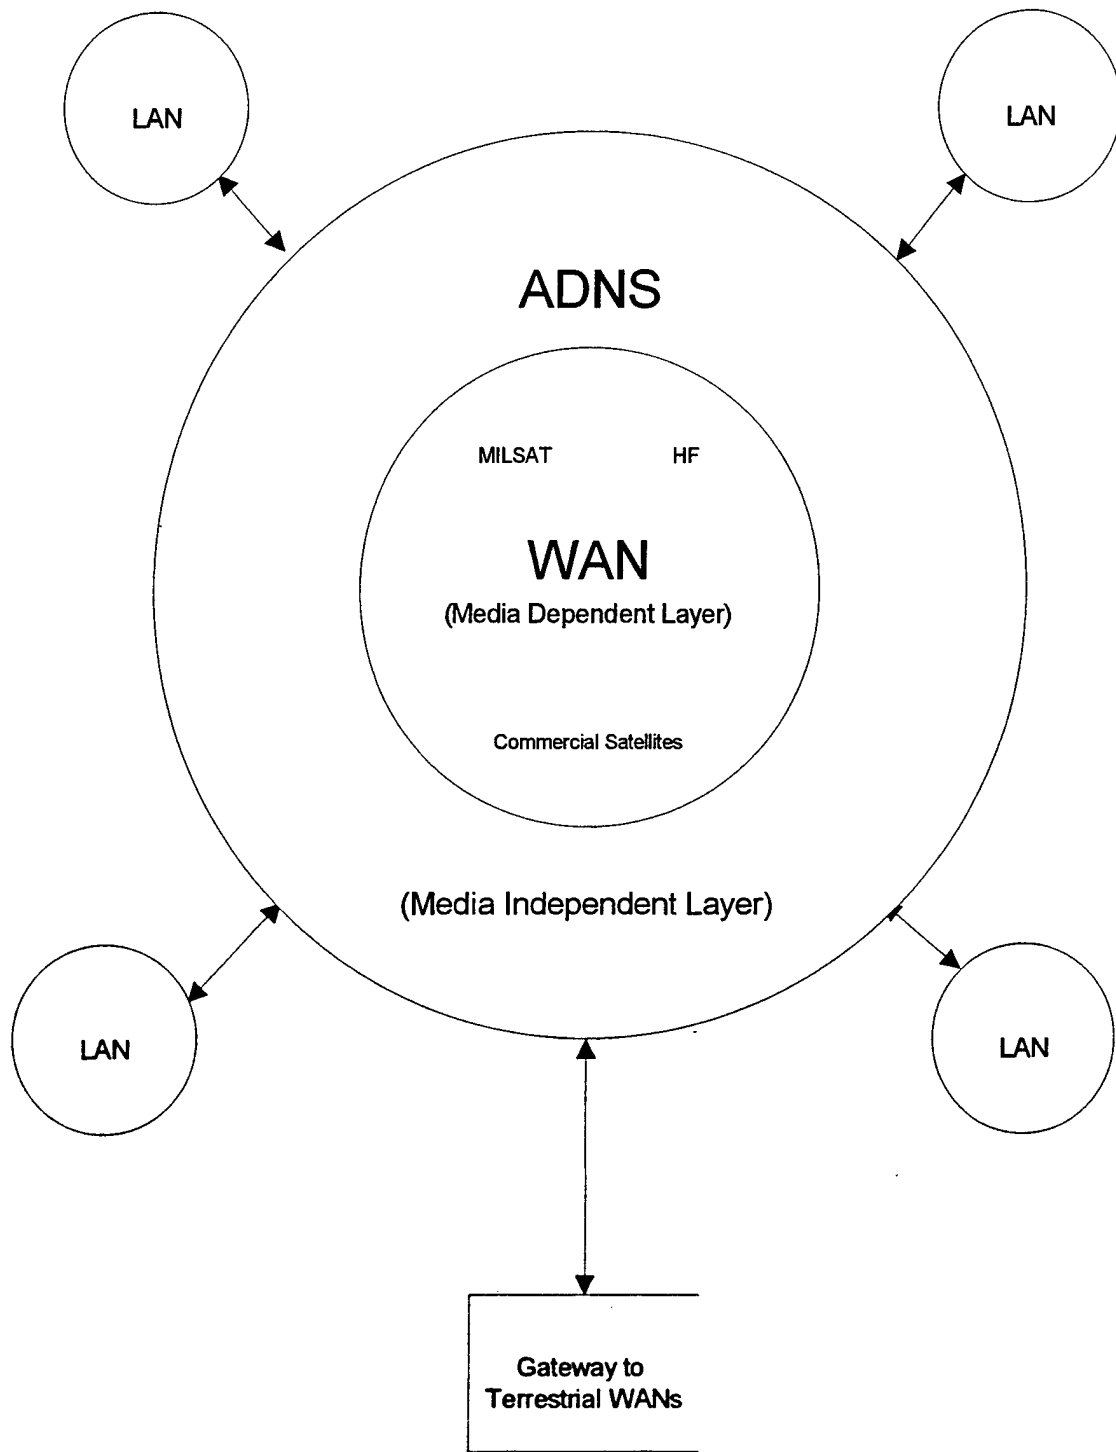 LAN
LAN
ADNS
MILSAT HF
WAN
(Media Dependent Layer)
Commercial Satellites
(Media Independent Layer)
LAN
LAN
Gateway to
Terrestrial WANs